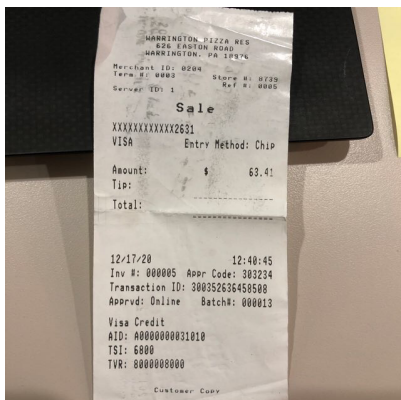 WARRINGTON PIZZA RES
626 EASTON ROAD
WARRINGTON, PA 18976
Merchant ID: 0204
Term #: 0003 Store #: 0739
Ref #: 0005
Server ID: 1
Sale
XXXXXXXXXXXX2631
VISA Entry Method: Chip
Amount: $ 63.41
Tip:
Total:
12/17/20 12:40:45
Inv #: 000005 Appr Code: 303234
Transaction ID: 300352636458508
Apprvd: Online Batch#: 000013
Visa Credit
AID: A0000000031010
TSI: 6800
TVR: 8000008000
Customer Copy